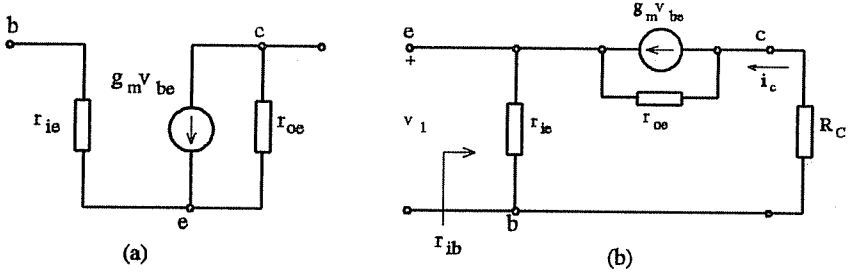 b
c
g_m v_be
r_ie
r_oe
e
(a)
g_m v_be
e
c
+
i_c
r_oe
v_1
r_ie
R_C
r_ib
b
(b)